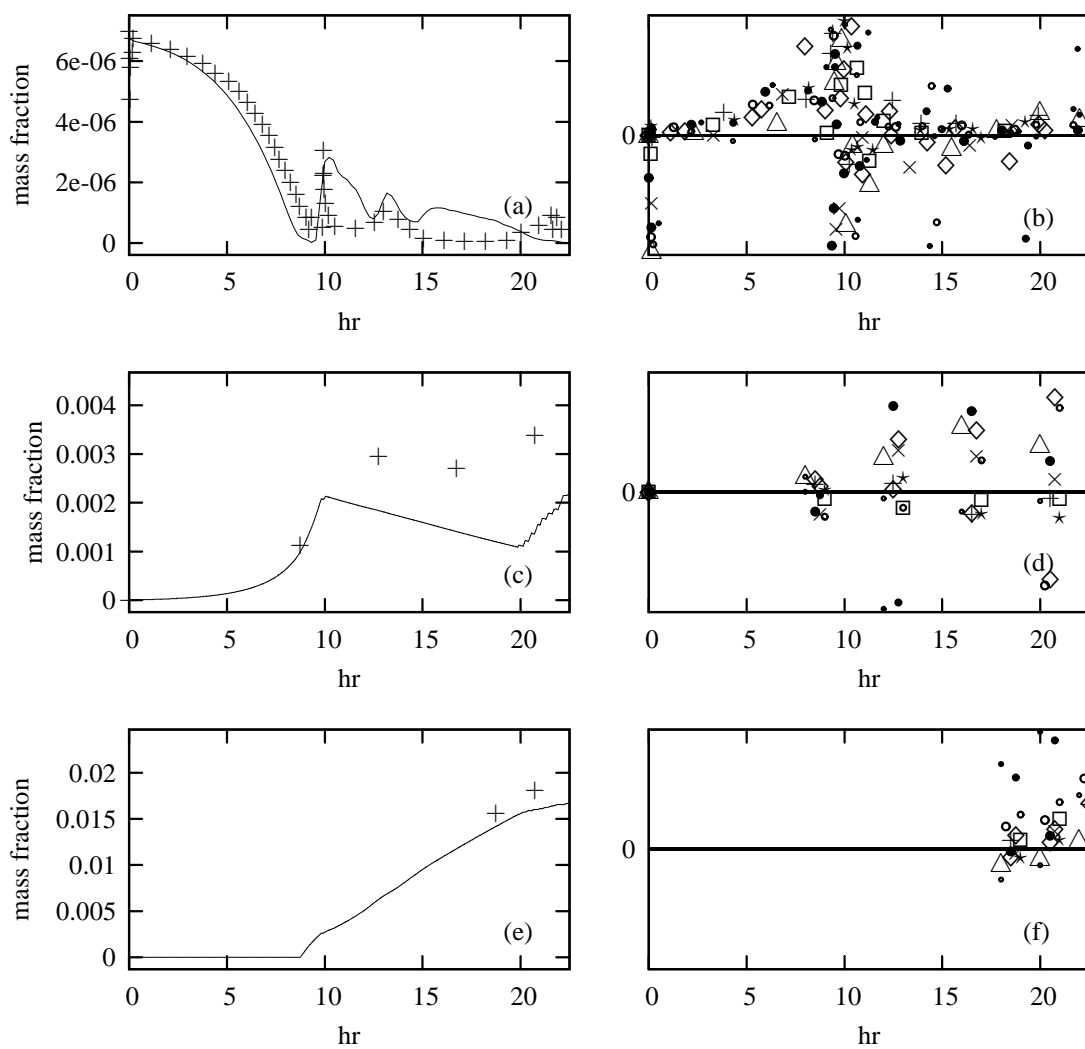 6e-06
4e-06
2e-06
0
mass fraction
(a)
0 5 10 15 20
hr
0
(b)
0 5 10 15 20
hr
0.004
0.003
0.002
0.001
0
mass fraction
(c)
0 5 10 15 20
hr
0
(d)
0 5 10 15 20
hr
0.02
0.015
0.01
0.005
0
mass fraction
(e)
0 5 10 15 20
hr
0
(f)
0 5 10 15 20
hr